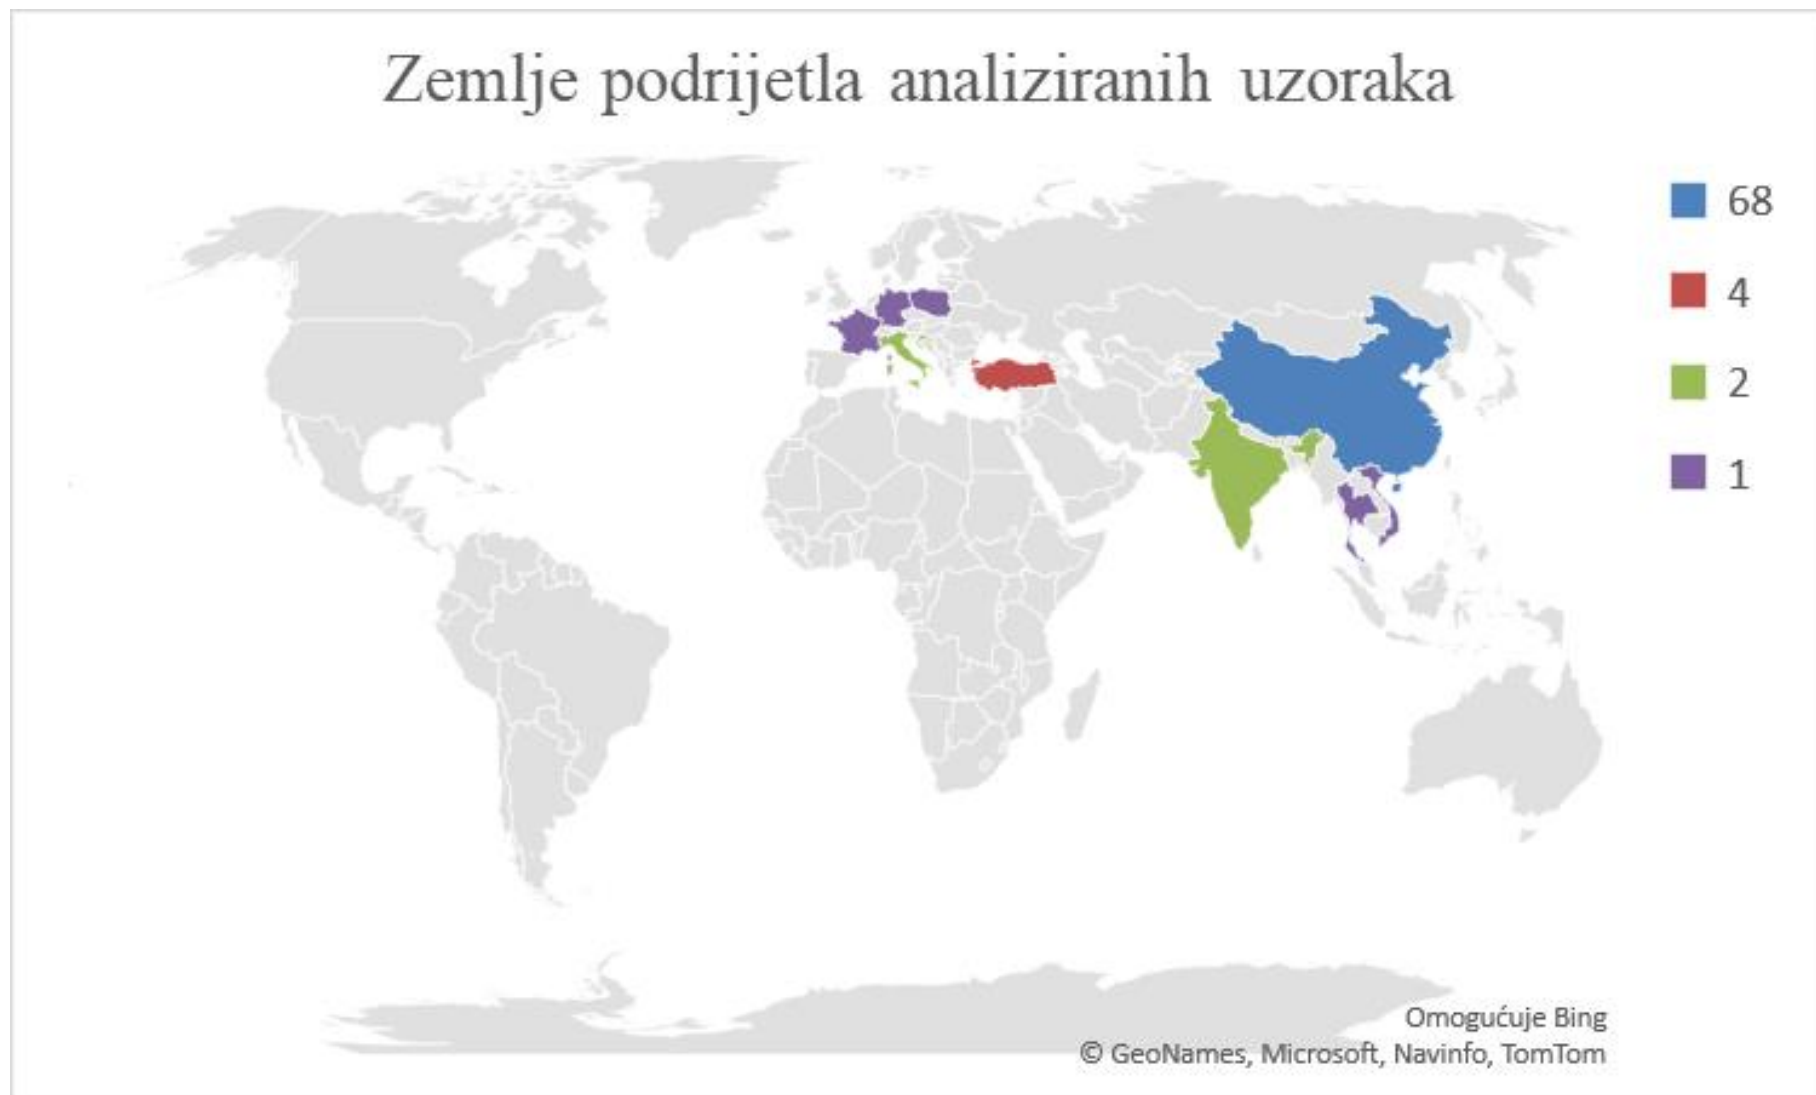 Zemlje podrijetla analiziranih uzoraka
68
4
2
1
Omogućuje Bing
© GeoNames, Microsoft, Navinfo, TomTom